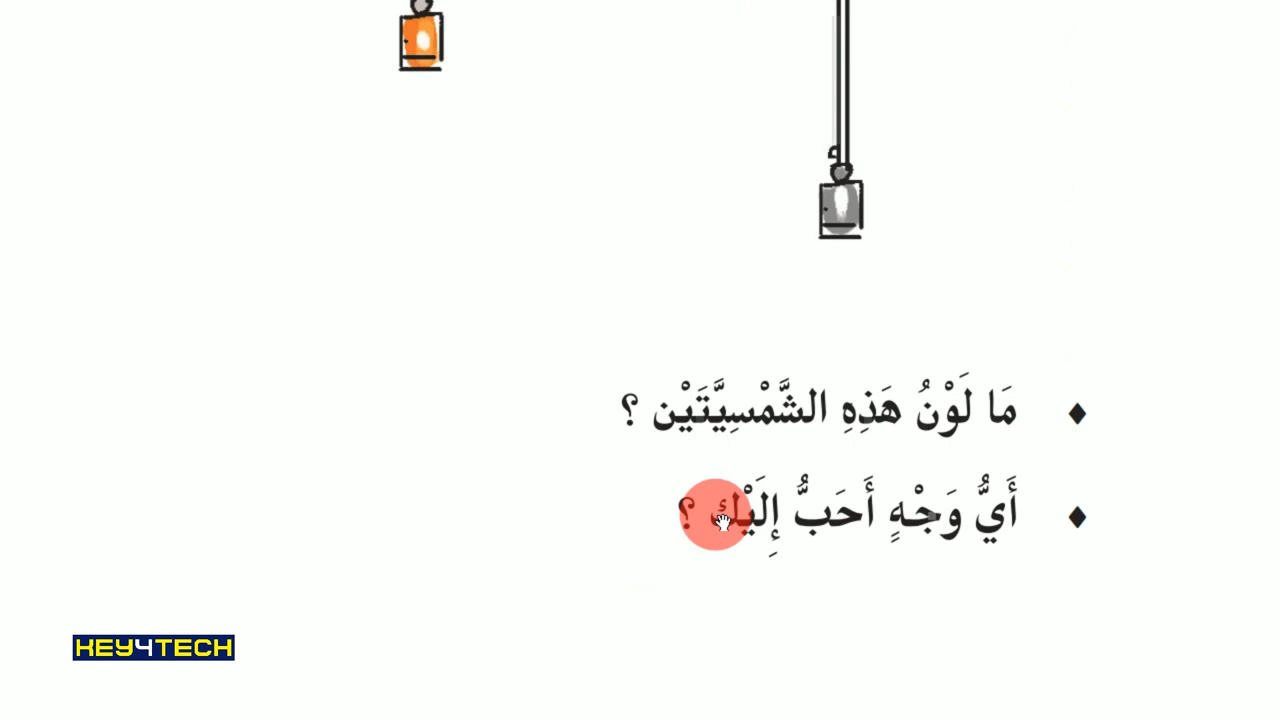 مَا لَوْنُ هَذِهِ الشَّمْسِيَّتَيْن ؟
أَيُّ وَجْهٍ أَحَبُّ إِلَيْك ؟
KEY4TECH